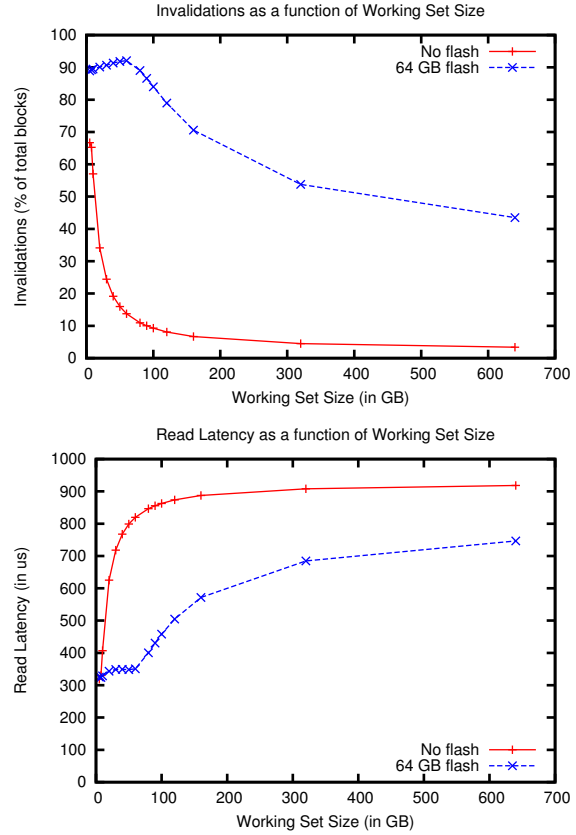 Invalidations as a function of Working Set Size
No flash
64 GB flash
Invalidations (% of total blocks)
100
90
80
70
60
50
40
30
20
10
0
0 100 200 300 400 500 600 700
Working Set Size (in GB)
Read Latency as a function of Working Set Size
Read Latency (in us)
1000
900
800
700
600
500
400
300
200
100
0
No flash
64 GB flash
0 100 200 300 400 500 600 700
Working Set Size (in GB)